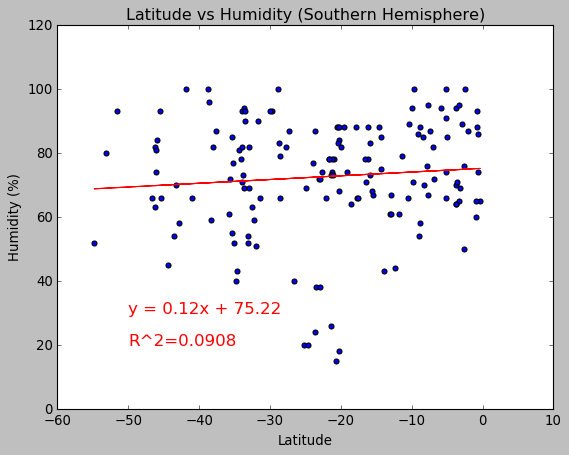 Latitude vs Humidity (Southern Hemisphere)
120
100
80
60
40
20
0
Humidity (%)
y = 0.12x + 75.22
R^2=0.0908
−60 −50 −40 −30 −20 −10 0 10
Latitude